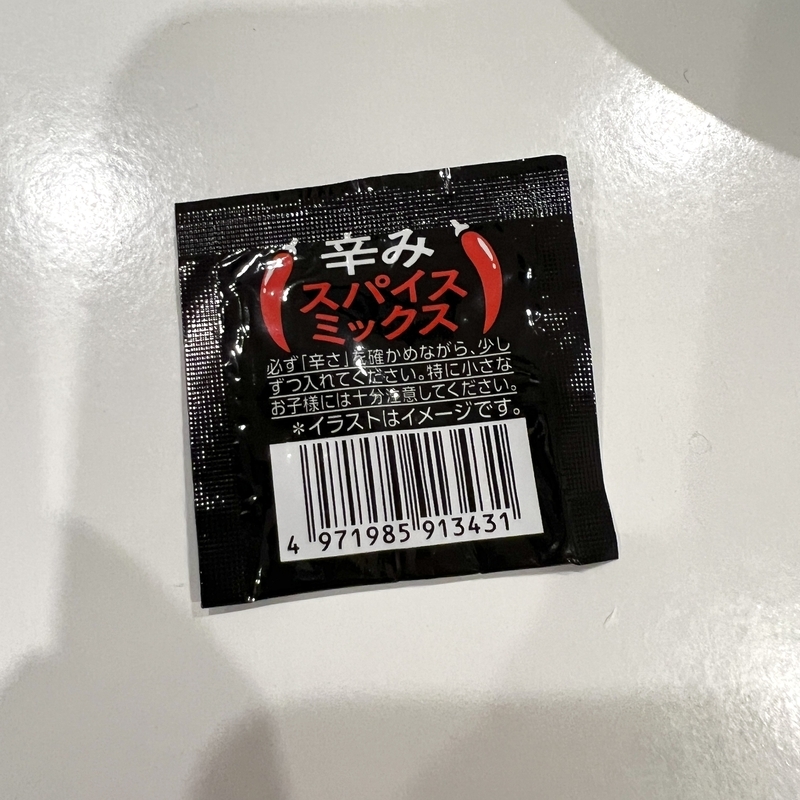 辛み
スパイス
ミックス
必ず「辛さ」を確かめながら、少し
ずつ入れてください。特に小さな
お子様には十分注意してください。
＊イラストはイメージです。
4 971985 913431